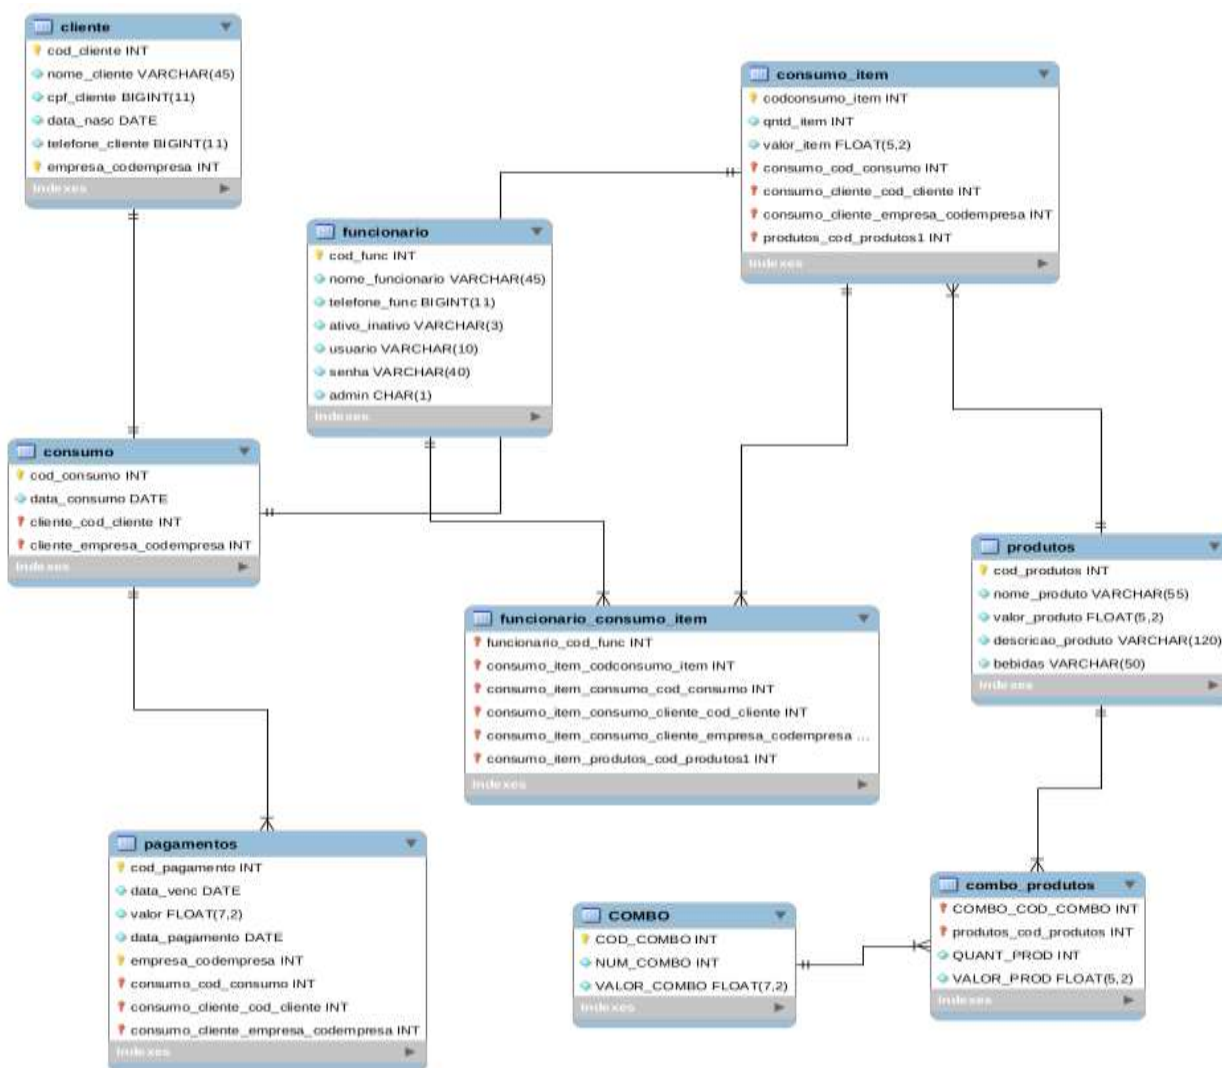 cliente
cod_cliente INT
nome_cliente VARCHAR(45)
cpf_cliente BIGINT(11)
data_nasc DATE
telefone_cliente BIGINT(11)
empresa_codempresa INT
Indexes
consumo_item
codconsumo_item INT
qntd_item INT
valor_item FLOAT(5,2)
consumo_cod_consumo INT
consumo_cliente_cod_cliente INT
consumo_cliente_empresa_codempresa INT
produtos_cod_produtos1 INT
Indexes
funcionario
cod_func INT
nome_funcionario VARCHAR(45)
telefone_func BIGINT(11)
ativo_inativo VARCHAR(3)
usuario VARCHAR(10)
senha VARCHAR(40)
admin CHAR(1)
Indexes
consumo
cod_consumo INT
data_consumo DATE
cliente_cod_cliente INT
cliente_empresa_codempresa INT
Indexes
produtos
cod_produtos INT
nome_produto VARCHAR(55)
valor_produto FLOAT(5,2)
descricao_produto VARCHAR(120)
bebidas VARCHAR(50)
Indexes
funcionario_consumo_item
funcionario_cod_func INT
consumo_item_codconsumo_item INT
consumo_item_consumo_cod_consumo INT
consumo_item_consumo_cliente_cod_cliente INT
consumo_item_consumo_cliente_empresa_codempresa ...
consumo_item_produtos_cod_produtos1 INT
Indexes
pagamentos
cod_pagamento INT
data_venc DATE
valor FLOAT(7,2)
data_pagamento DATE
empresa_codempresa INT
consumo_cod_consumo INT
consumo_cliente_cod_cliente INT
consumo_cliente_empresa_codempresa INT
Indexes
COMBO
COD_COMBO INT
NUM_COMBO INT
VALOR_COMBO FLOAT(7,2)
Indexes
combo_produtos
COMBO_COD_COMBO INT
produtos_cod_produtos INT
QUANT_PROD INT
VALOR_PROD FLOAT(5,2)
Indexes